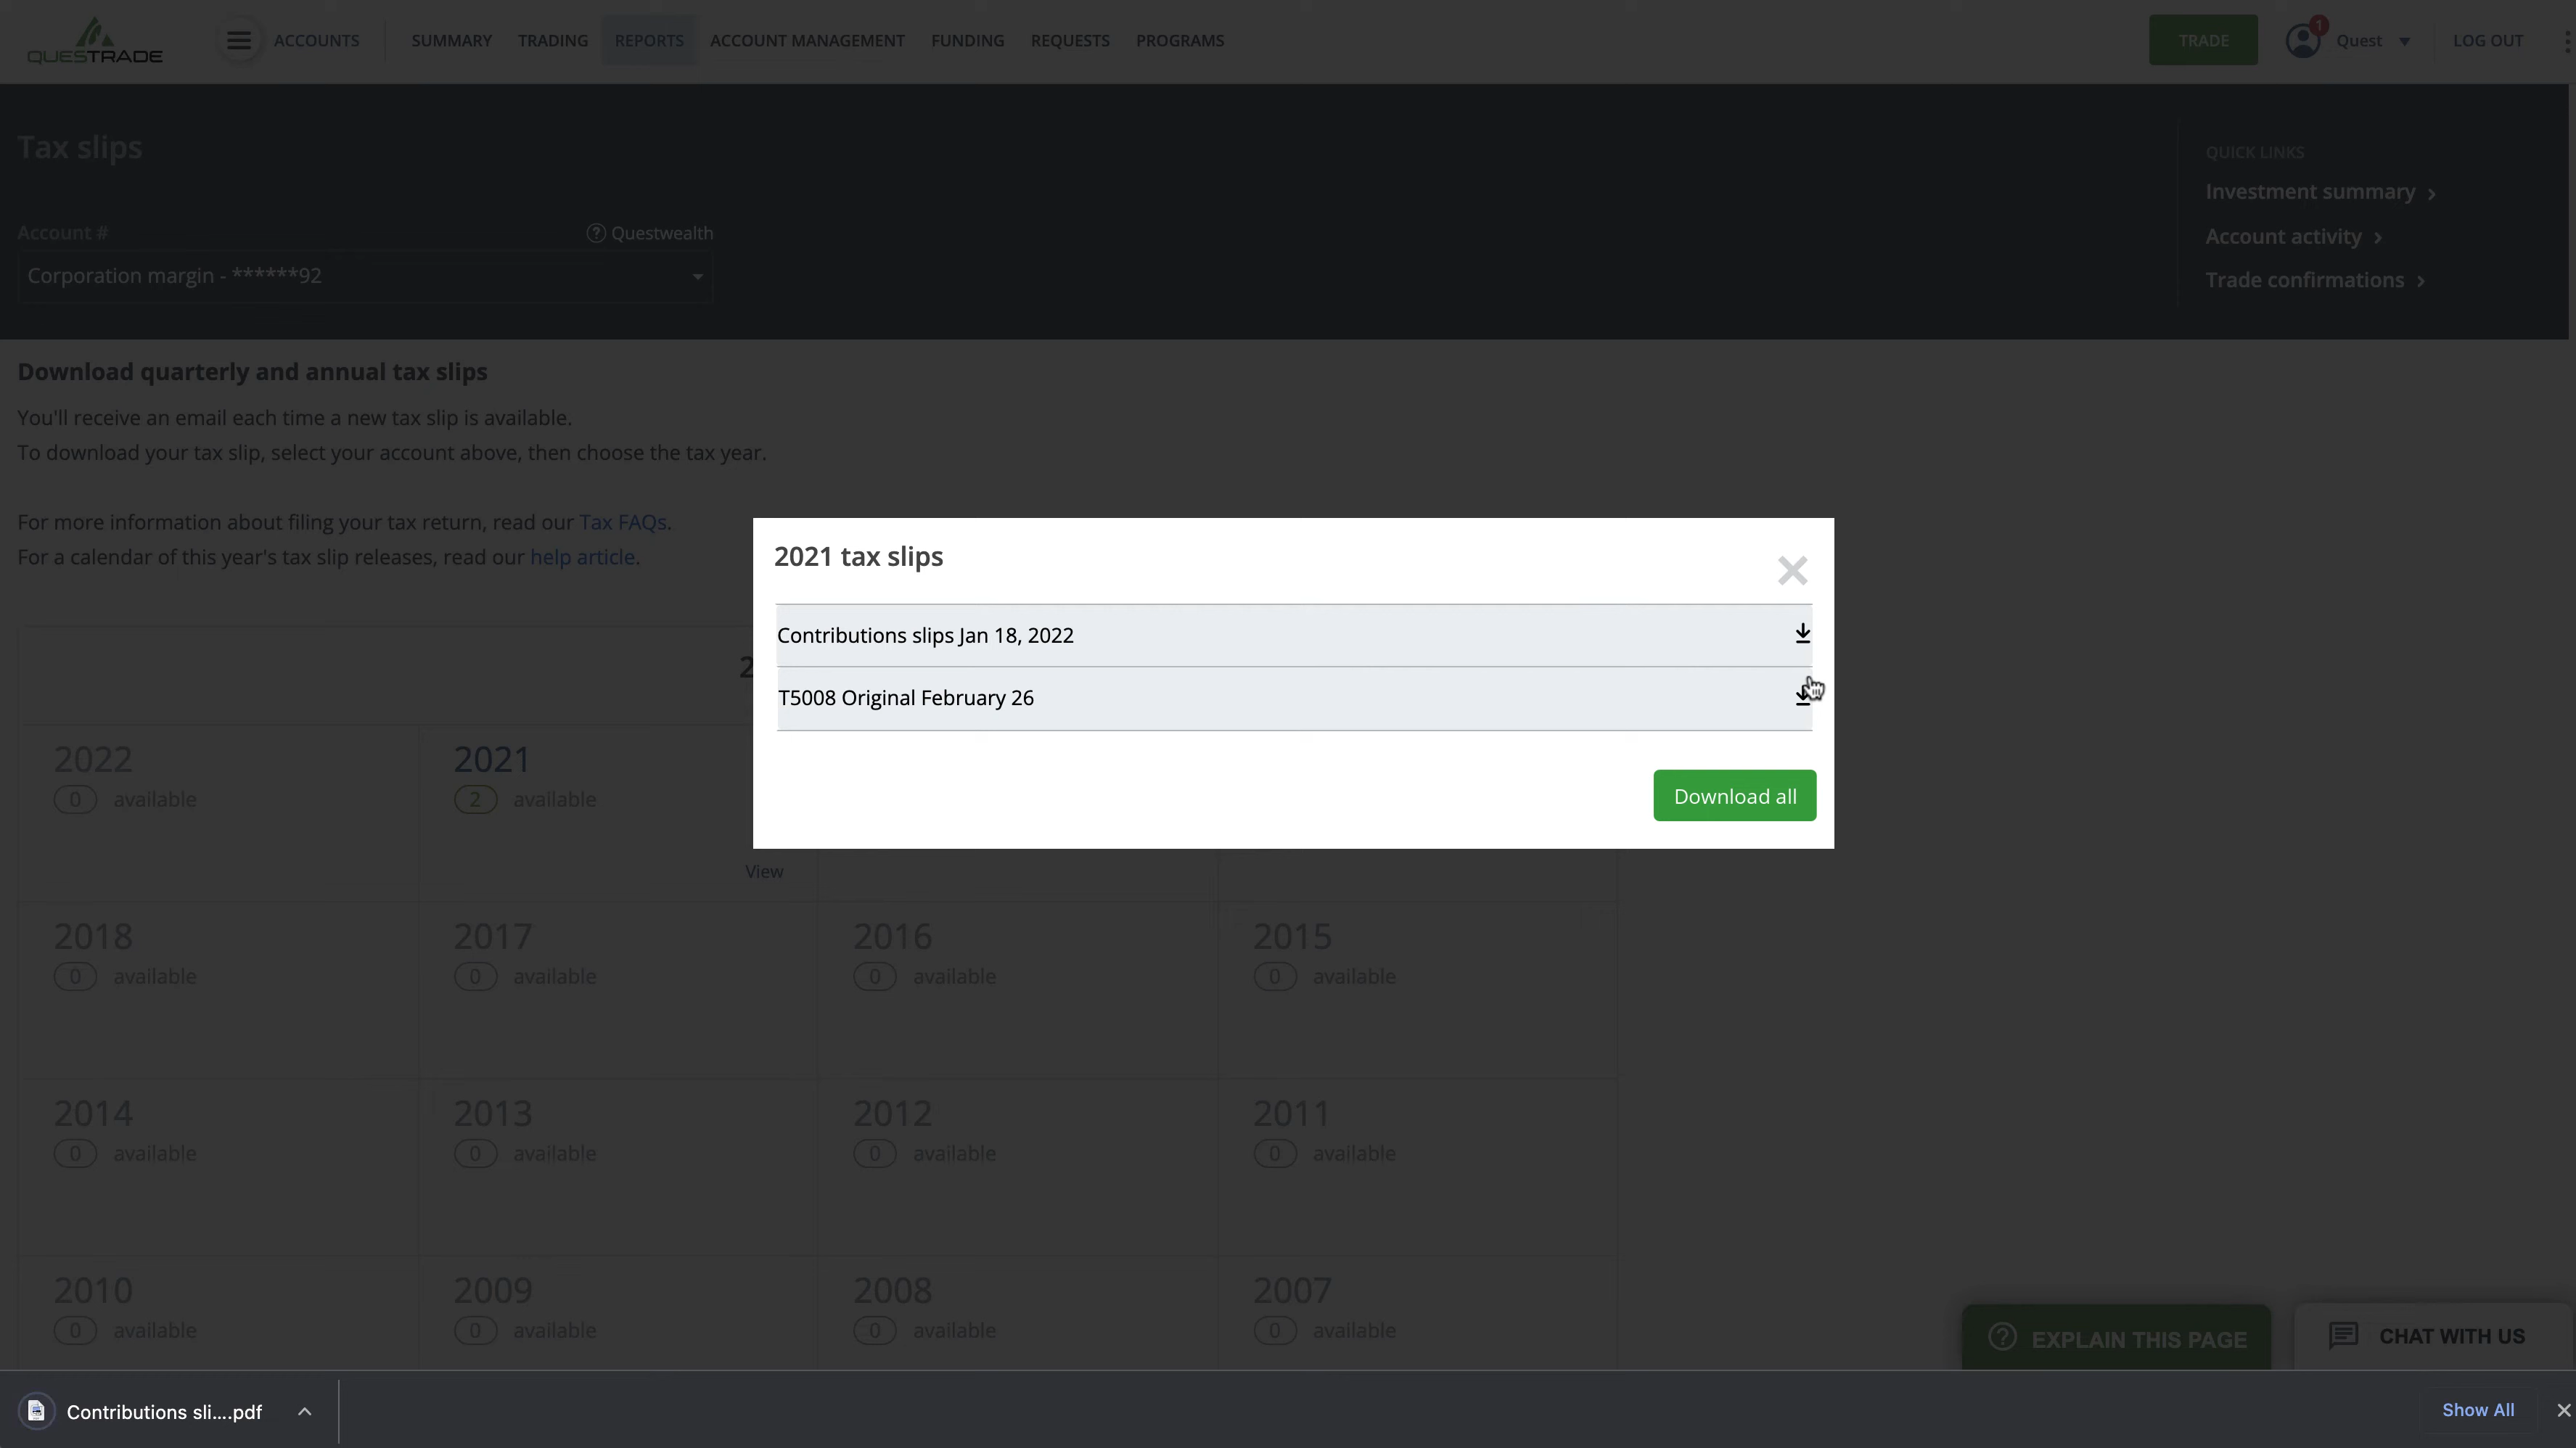 QUESTRADE
ACCOUNTS
SUMMARY
TRADING
REPORTS
ACCOUNT MANAGEMENT
FUNDING
REQUESTS
PROGRAMS
TRADE
1
Quest
LOG OUT
Tax slips
QUICK LINKS
Investment summary
Account activity
Trade confirmations
Account #
? Questwealth
Corporation margin - ******92
Download quarterly and annual tax slips
You'll receive an email each time a new tax slip is available.
To download your tax slip, select your account above, then choose the tax year.
For more information about filing your tax return, read our Tax FAQs.
For a calendar of this year's tax slip releases, read our help article.
2021 tax slips
Contributions slips Jan 18, 2022
T5008 Original February 26
Download all
2
2022
0 available
2021
2 available
View
2018
0 available
2017
0 available
2016
0 available
2015
0 available
2014
0 available
2013
0 available
2012
0 available
2011
0 available
2010
0 available
2009
0 available
2008
0 available
2007
0 available
? EXPLAIN THIS PAGE
CHAT WITH US
Contributions sli....pdf
Show All